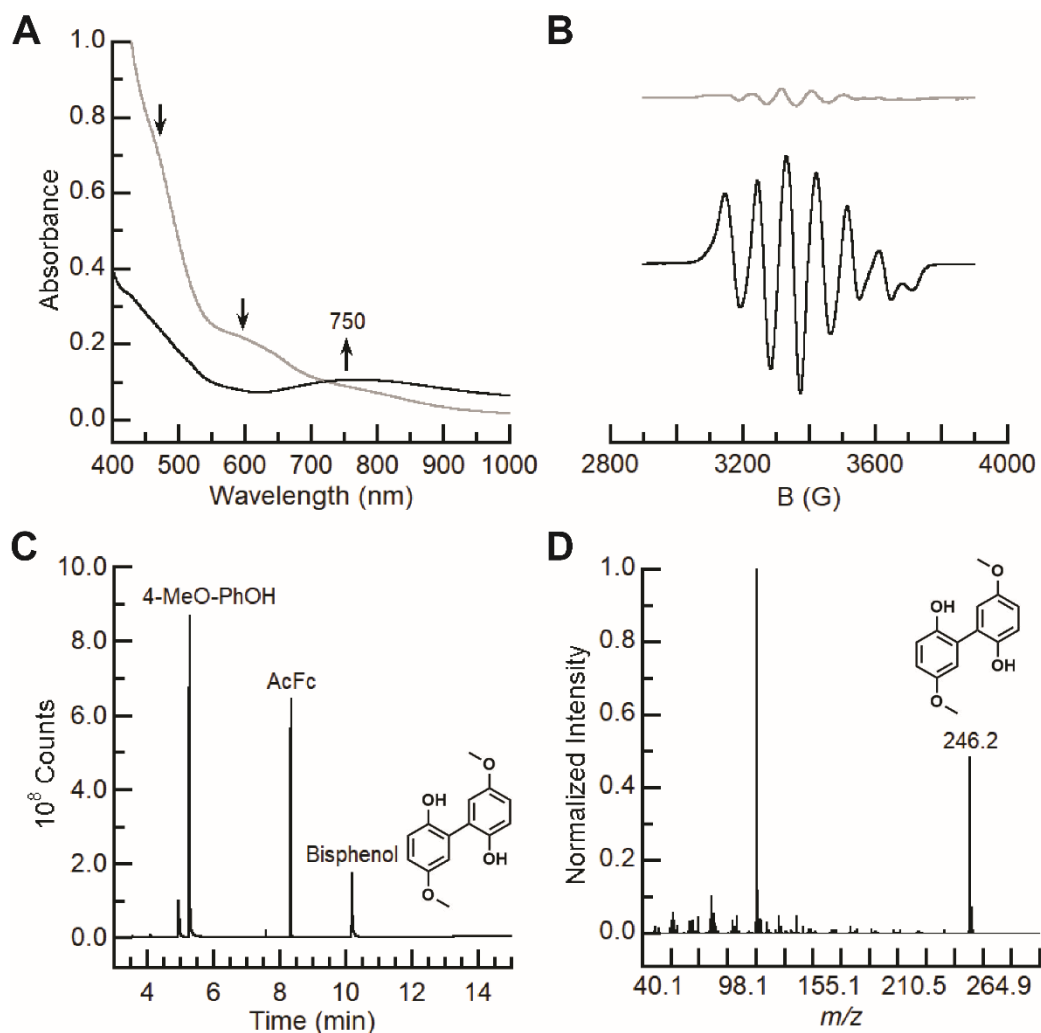 A
1.0
0.8
0.6
0.4
0.2
0.0
Absorbance
750
400 500 600 700 800 900 1000
Wavelength (nm)
B
2800 3200 3600 4000
B (G)
C
10.0
8.0
6.0
4.0
2.0
0.0
10⁸ Counts
4-MeO-PhOH
AcFc
Bisphenol
O
OH
OH
O
4 6 8 10 12 14
Time (min)
D
1.0
0.8
0.6
0.4
0.2
0.0
Normalized Intensity
O
OH
OH
O
246.2
40.1 98.1 155.1 210.5 264.9
m/z